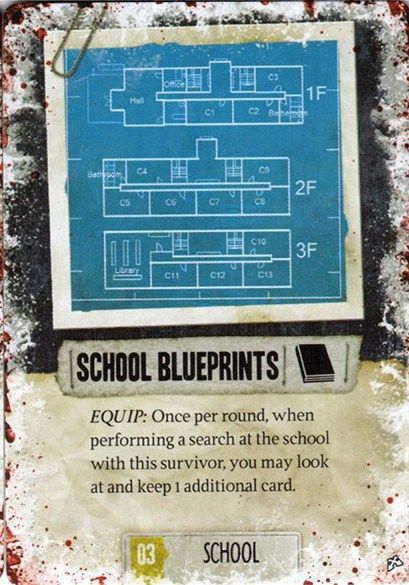 Office
C3
1F
Hall
C1
C2
Bathroom
Bathroom
C4
C9
2F
C5
C6
C7
C8
C10
3F
Library
C11
C12
C13
SCHOOL BLUEPRINTS
EQUIP: Once per round, when
performing a search at the school
with this survivor, you may look
at and keep 1 additional card.
03 SCHOOL